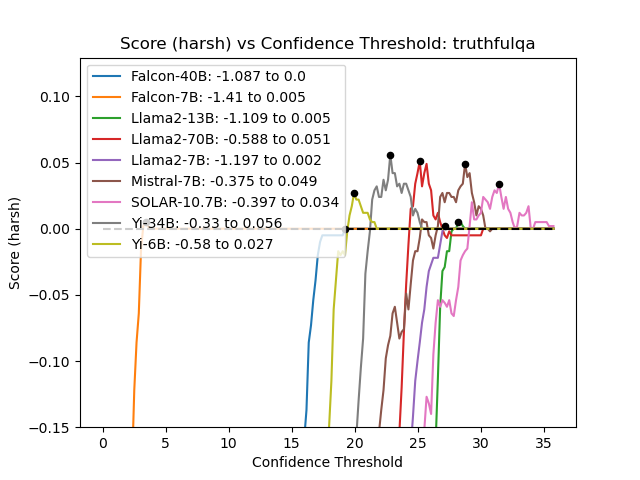 Score (harsh) vs Confidence Threshold: truthfulqa
Falcon-40B: -1.087 to 0.0
Falcon-7B: -1.41 to 0.005
Llama2-13B: -1.109 to 0.005
Llama2-70B: -0.588 to 0.051
Llama2-7B: -1.197 to 0.002
Mistral-7B: -0.375 to 0.049
SOLAR-10.7B: -0.397 to 0.034
Yi-34B: -0.33 to 0.056
Yi-6B: -0.58 to 0.027
Score (harsh)
0.10
0.05
0.00
−0.05
−0.10
−0.15
0 5 10 15 20 25 30 35
Confidence Threshold